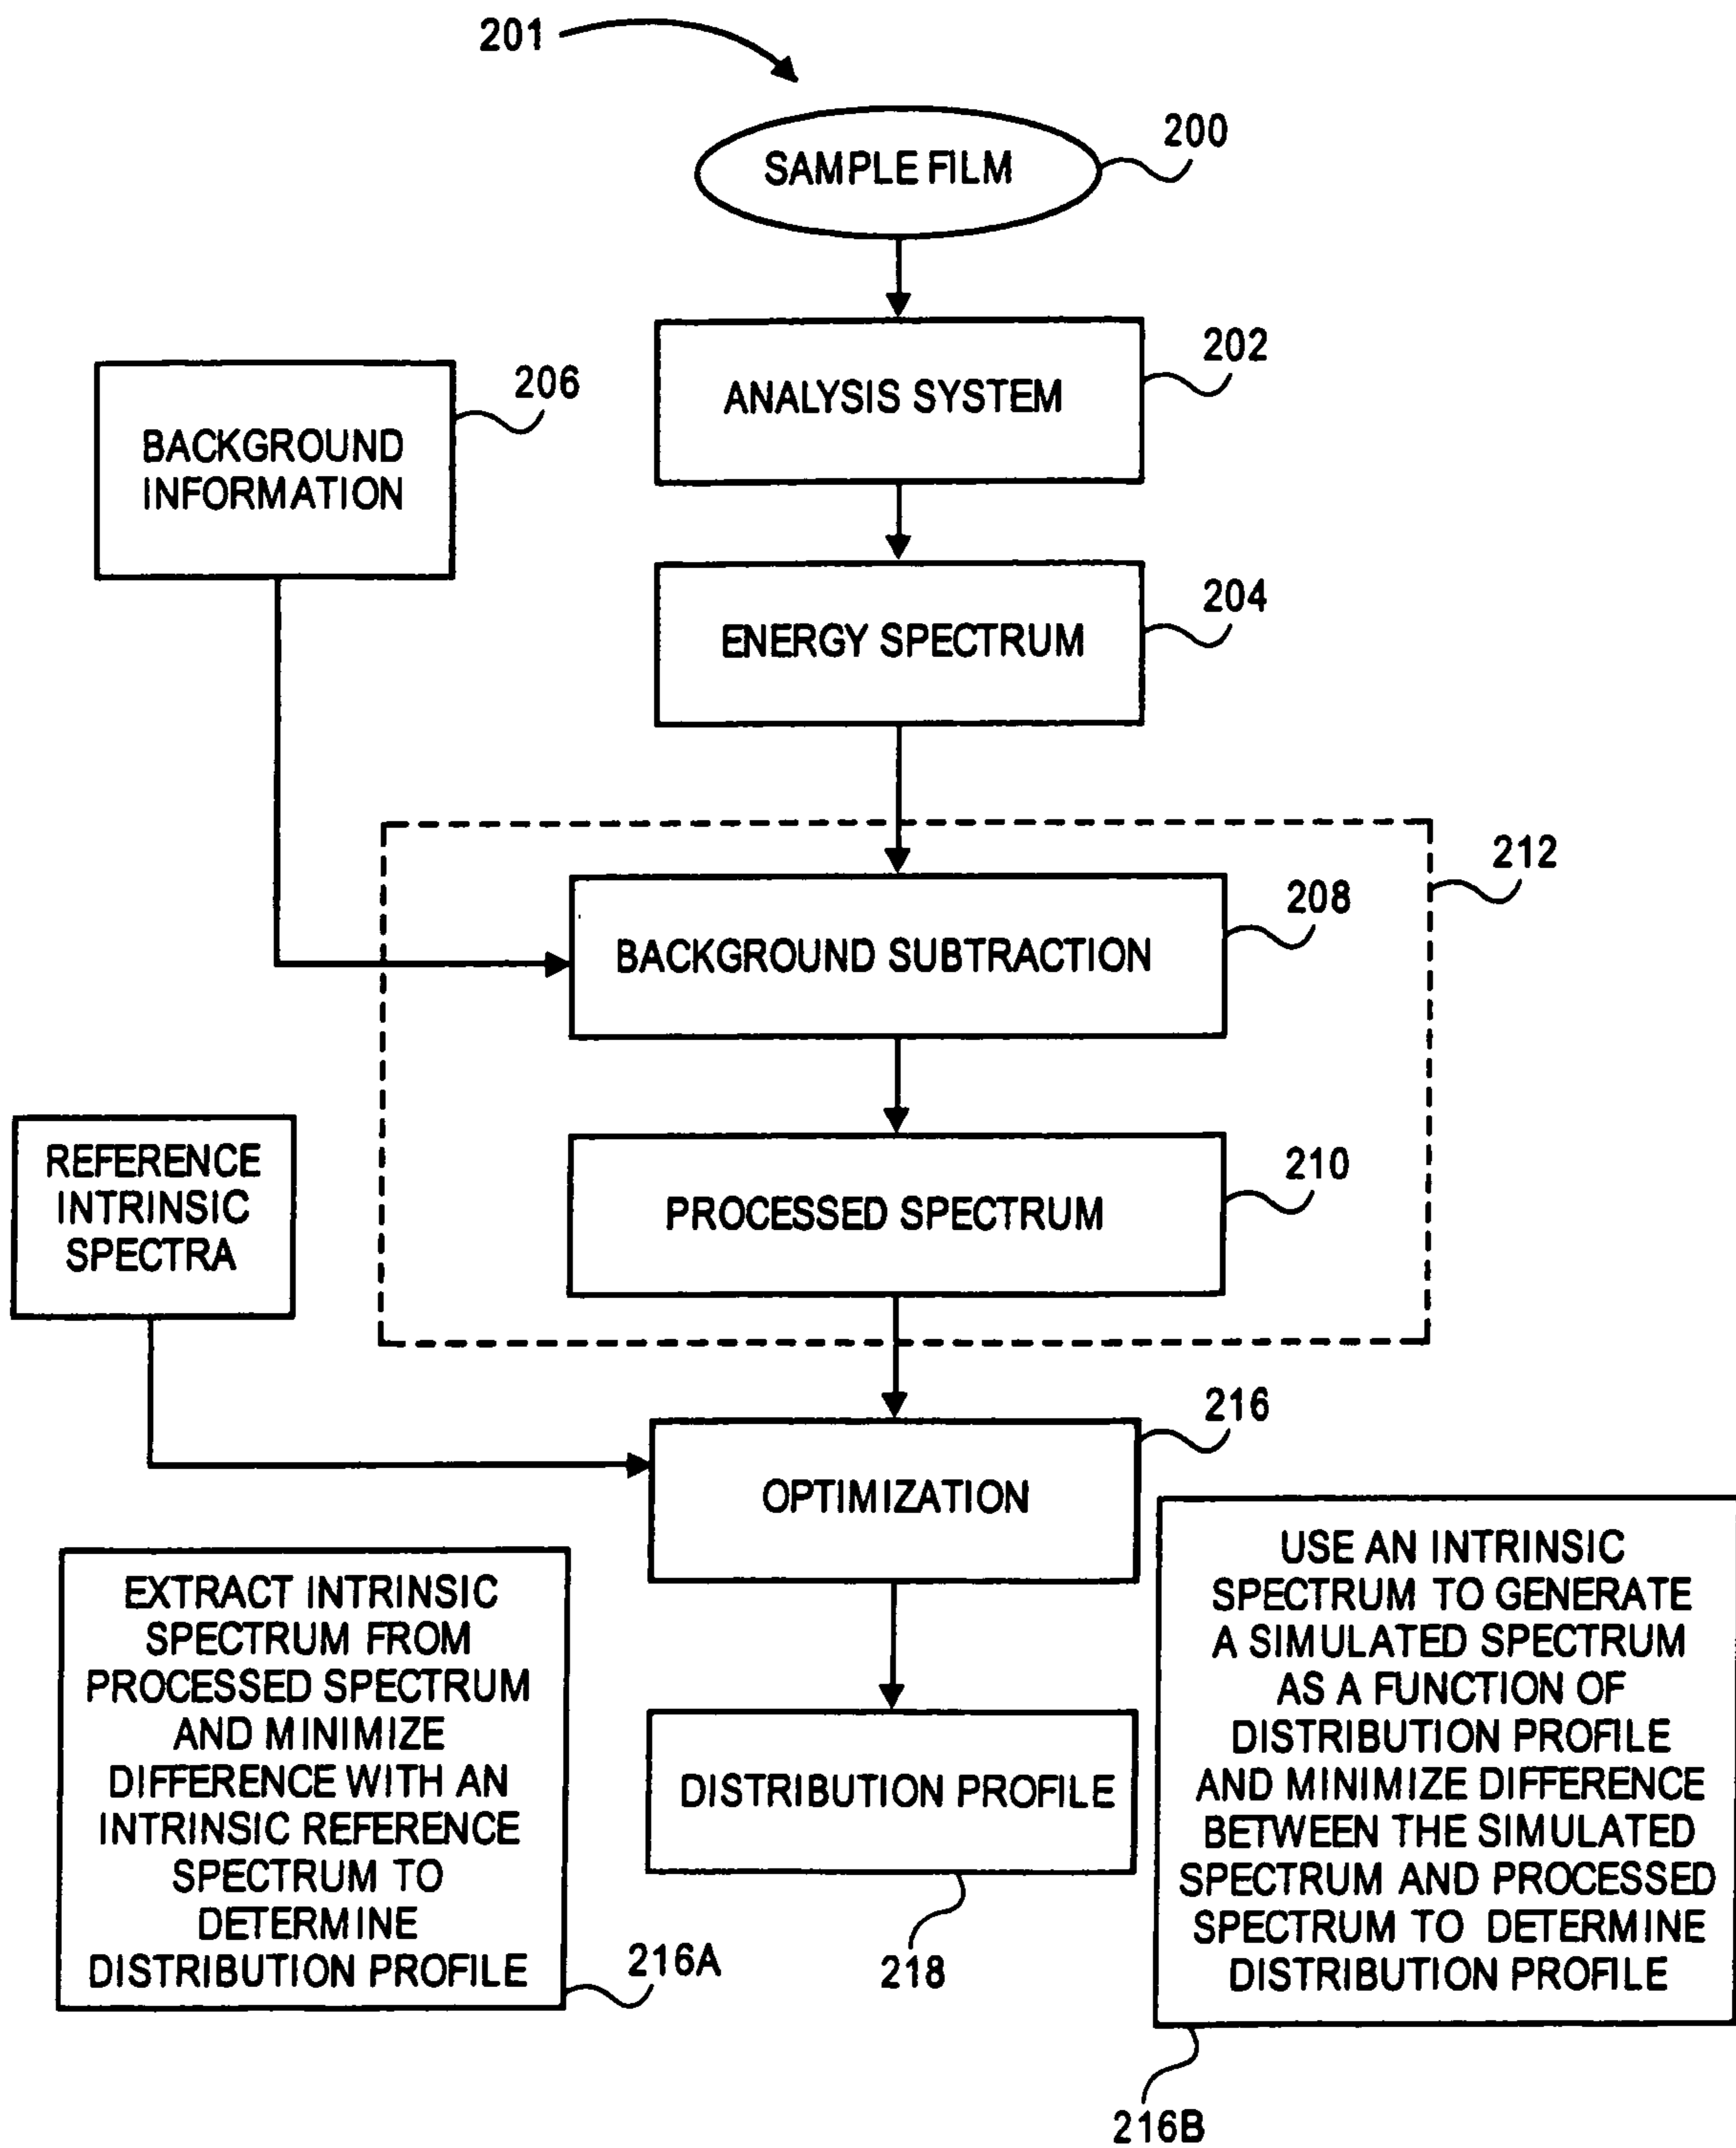 201
SAMPLE FILM
200
ANALYSIS SYSTEM
202
BACKGROUND
INFORMATION
206
ENERGY SPECTRUM
204
212
BACKGROUND SUBTRACTION
208
REFERENCE
INTRINSIC
SPECTRA
PROCESSED SPECTRUM
210
OPTIMIZATION
216
EXTRACT INTRINSIC
SPECTRUM FROM
PROCESSED SPECTRUM
AND MINIMIZE
DIFFERENCE WITH AN
INTRINSIC REFERENCE
SPECTRUM TO
DETERMINE
DISTRIBUTION PROFILE
216A
DISTRIBUTION PROFILE
218
USE AN INTRINSIC
SPECTRUM TO GENERATE
A SIMULATED SPECTRUM
AS A FUNCTION OF
DISTRIBUTION PROFILE
AND MINIMIZE DIFFERENCE
BETWEEN THE SIMULATED
SPECTRUM AND PROCESSED
SPECTRUM TO DETERMINE
DISTRIBUTION PROFILE
216B